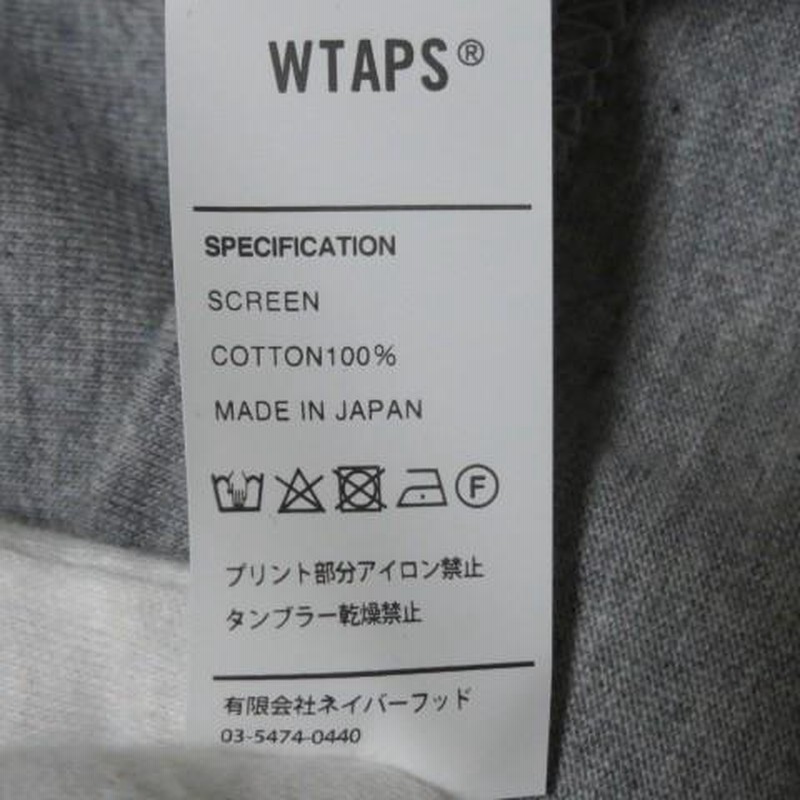 WTAPS®
SPECIFICATION
SCREEN
COTTON100%
MADE IN JAPAN
F
プリント部分アイロン禁止
タンブラー乾燥禁止
有限会社ネイバーフッド
03-5474-0440